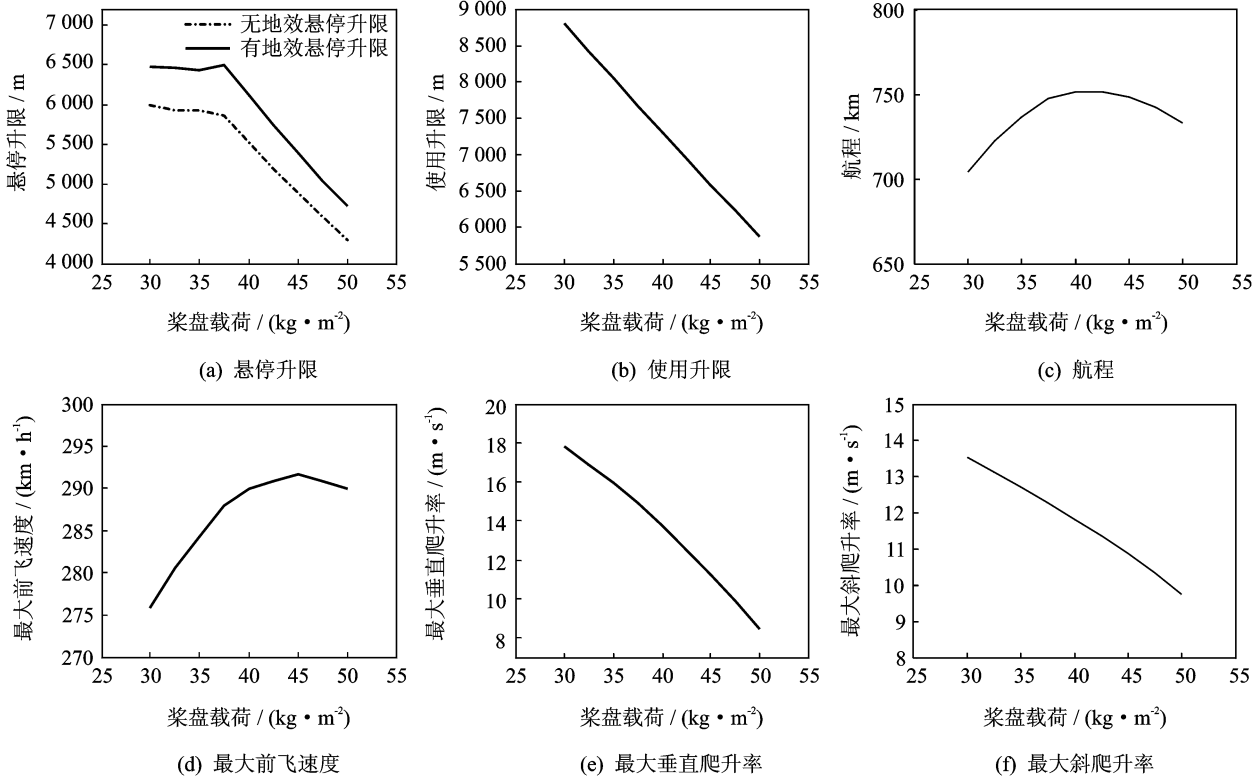 悬停升限 / m
7 000
6 500
6 000
5 500
5 000
4 500
4 000
无地效悬停升限
有地效悬停升限
25 30 35 40 45 50 55
桨盘载荷 / (kg·m⁻²)
(a) 悬停升限
使用升限 / m
9 000
8 500
8 000
7 500
7 000
6 500
6 000
5 500
25 30 35 40 45 50 55
桨盘载荷 / (kg·m⁻²)
(b) 使用升限
航程 / km
800
750
700
650
25 30 35 40 45 50 55
桨盘载荷 / (kg·m⁻²)
(c) 航程
最大前飞速度 / (km·h⁻¹)
300
295
290
285
280
275
270
25 30 35 40 45 50 55
桨盘载荷 / (kg·m⁻²)
(d) 最大前飞速度
最大垂直爬升率 / (m·s⁻¹)
20
18
16
14
12
10
8
25 30 35 40 45 50 55
桨盘载荷 / (kg·m⁻²)
(e) 最大垂直爬升率
最大斜爬升率 / (m·s⁻¹)
15
14
13
12
11
10
9
8
25 30 35 40 45 50 55
桨盘载荷 / (kg·m⁻²)
(f) 最大斜爬升率